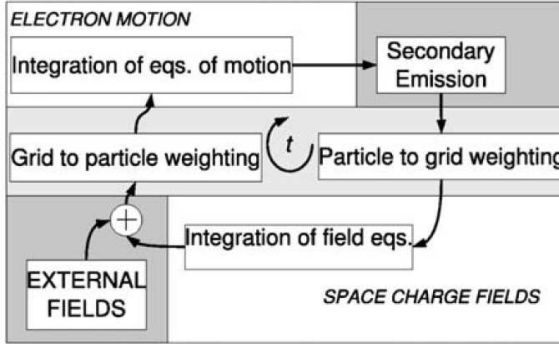 ELECTRON MOTION
Integration of eqs. of motion
Secondary
Emission
Grid to particle weighting
t
Particle to grid weighting
+
Integration of field eqs.
EXTERNAL
FIELDS
SPACE CHARGE FIELDS